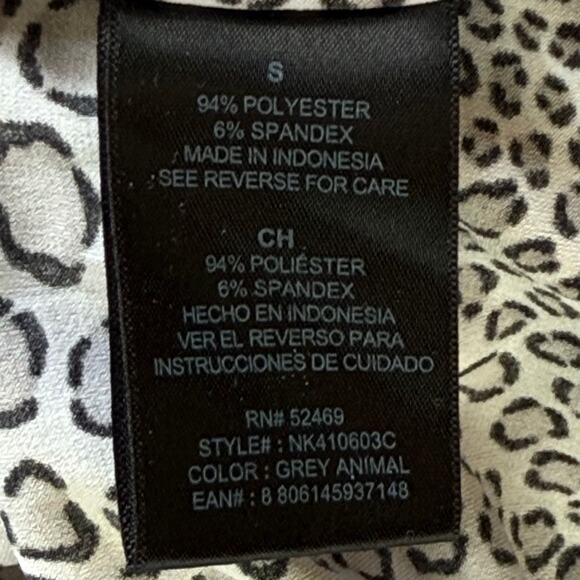 S
94% POLYESTER
6% SPANDEX
MADE IN INDONESIA
SEE REVERSE FOR CARE
CH
94% POLIÉSTER
6% SPANDEX
HECHO EN INDONESIA
VER EL REVERSO PARA
INSTRUCCIONES DE CUIDADO
RN# 52469
STYLE# : NK410603C
COLOR : GREY ANIMAL
EAN# : 8 806145937148